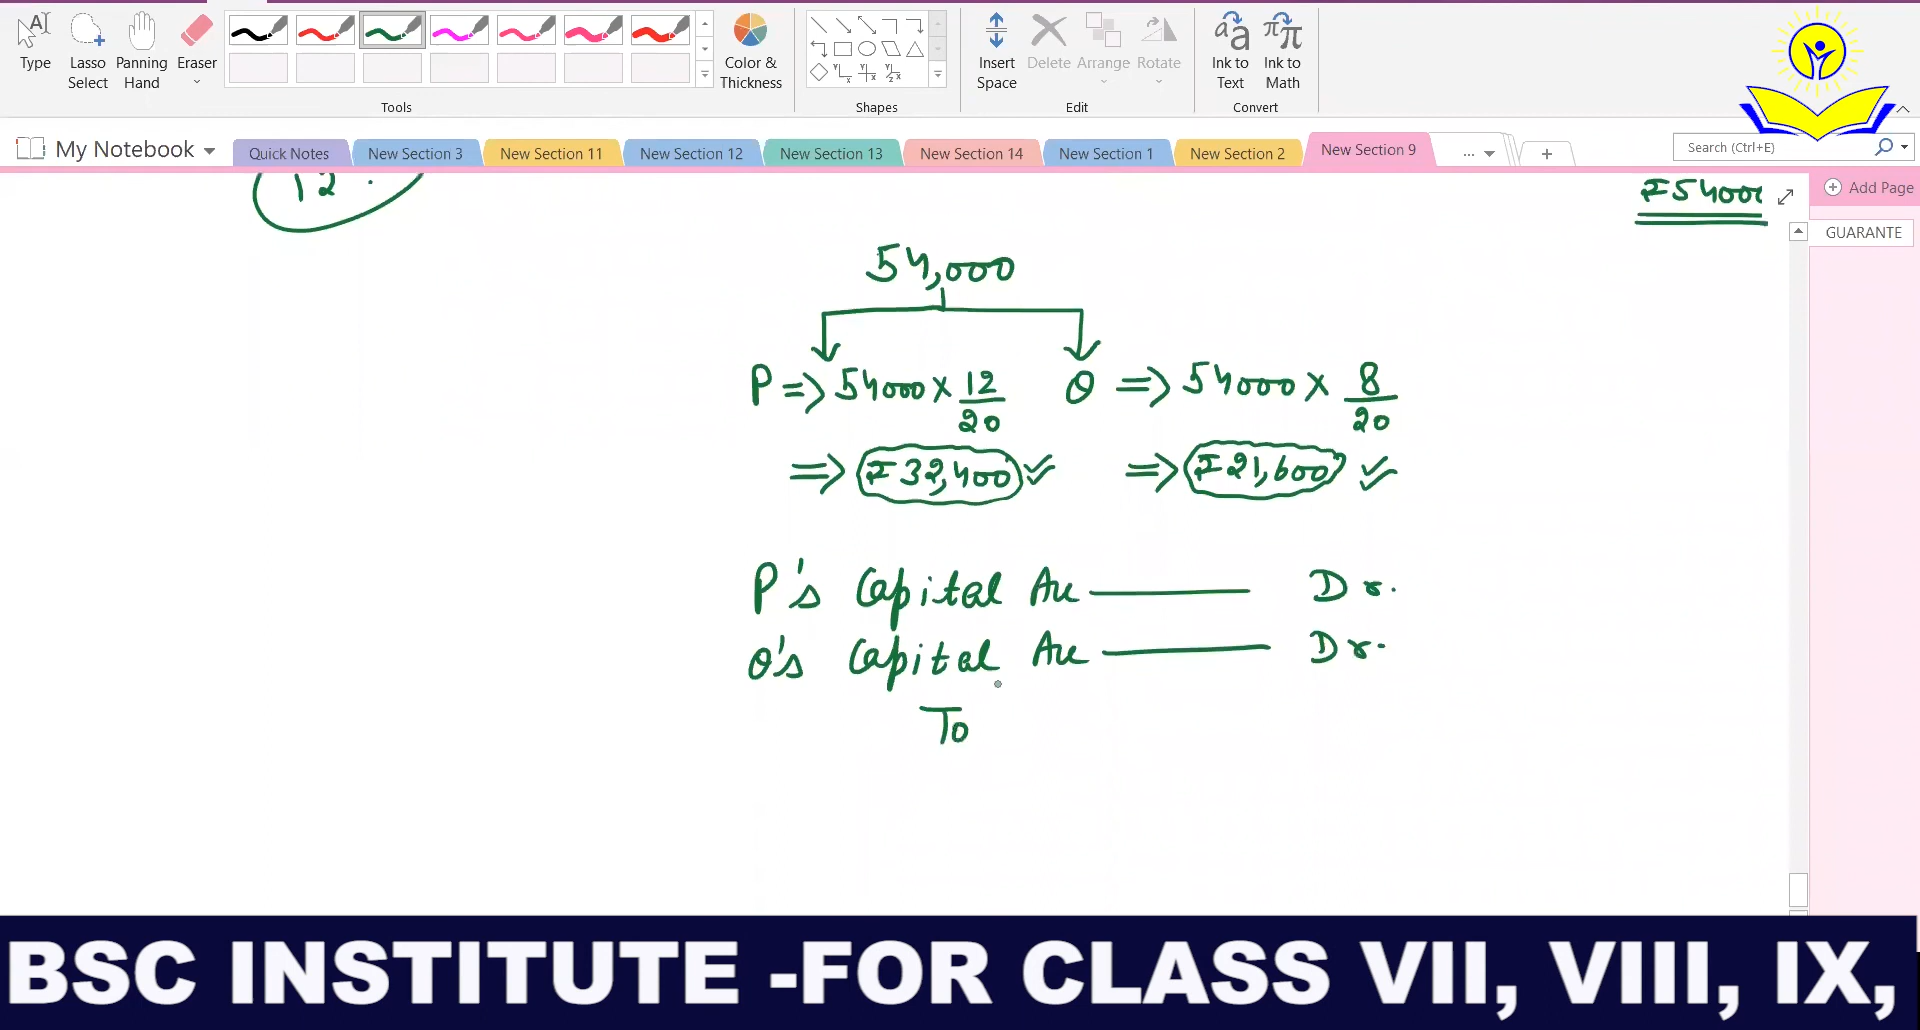 Type
Lasso Select
Panning Hand
Eraser
Color & Thickness
Insert Space
Delete
Arrange
Rotate
Ink to Text
Ink to Math
Tools
Shapes
Edit
Convert
My Notebook
Quick Notes
New Section 3
New Section 11
New Section 12
New Section 13
New Section 14
New Section 1
New Section 2
New Section 9
...
Search (Ctrl+E)
Add Page
GUARANTE
12
₹54000
54,000
P => 54000 × 12/20
Q => 54000 × 8/20
=> ₹32,400
=> ₹21,600
P's Capital A/c Dr.
Q's Capital A/c Dr.
To
BSC INSTITUTE -FOR CLASS VII, VIII, IX,